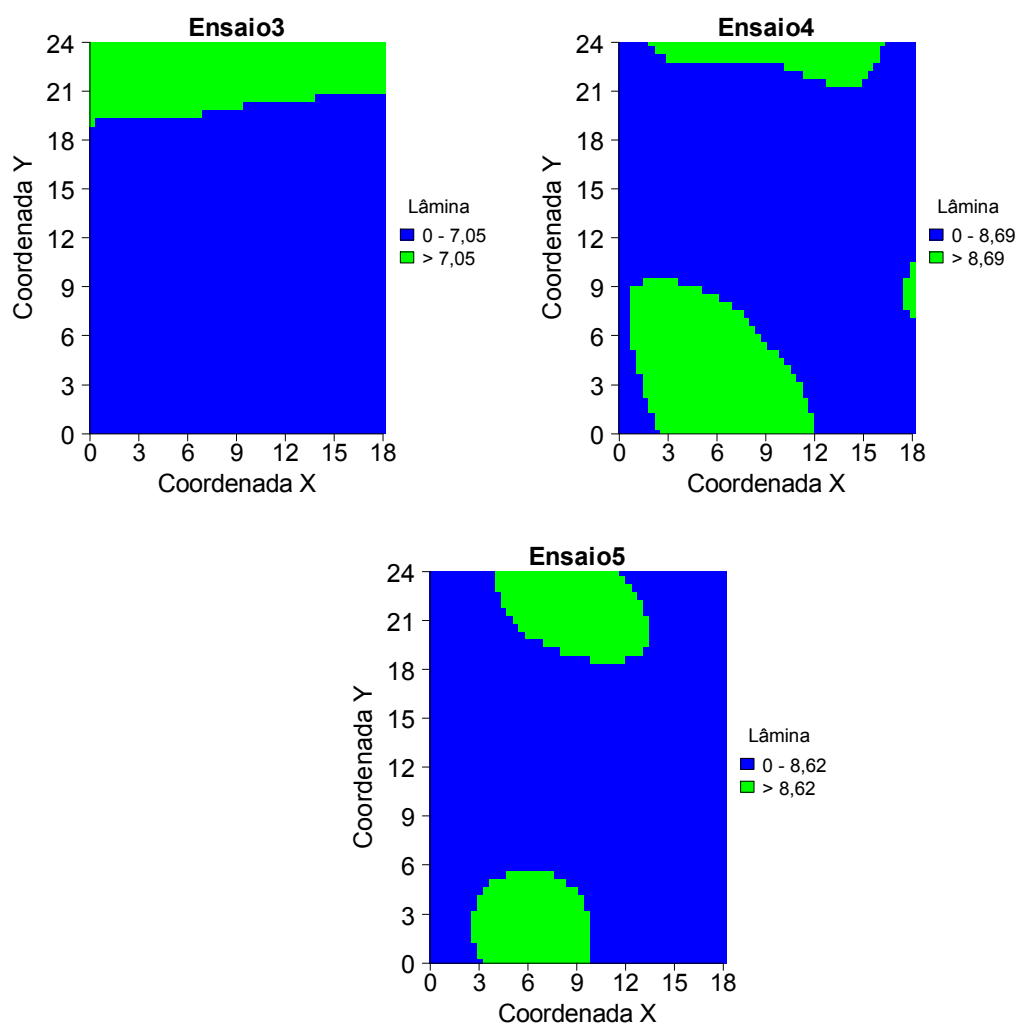 Ensaio3
24
21
18
15
12
9
6
3
0
0 3 6 9 12 15 18
Coordenada Y
Coordenada X
Lâmina
0 - 7,05
> 7,05
Ensaio4
24
21
18
15
12
9
6
3
0
0 3 6 9 12 15 18
Coordenada Y
Coordenada X
Lâmina
0 - 8,69
> 8,69
Ensaio5
24
21
18
15
12
9
6
3
0
0 3 6 9 12 15 18
Coordenada Y
Coordenada X
Lâmina
0 - 8,62
> 8,62